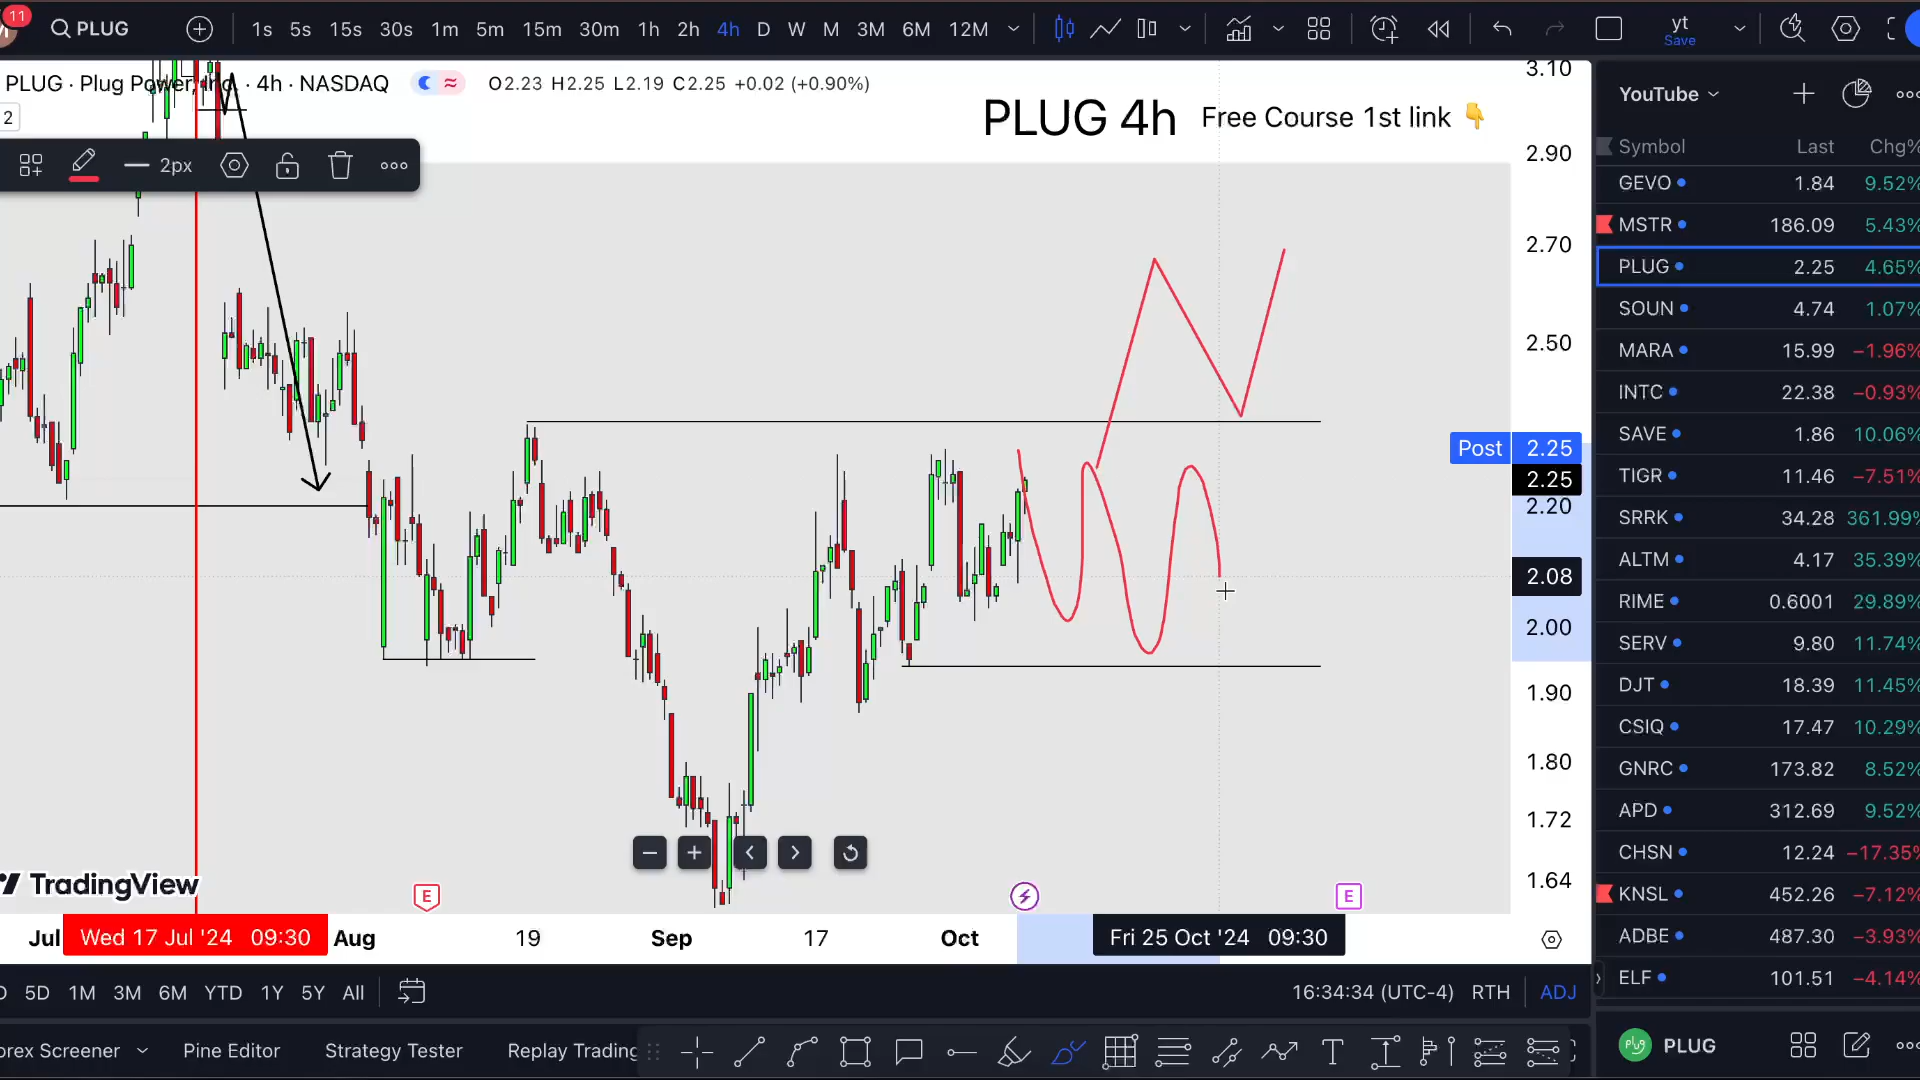 11
PLUG
1s 5s 15s 30s 1m 5m 15m 30m 1h 2h 4h D W M 3M 6M 12M
yt
Save
PLUG · Plug Power, Inc. · 4h · NASDAQ O2.23 H2.25 L2.19 C2.25 +0.02 (+0.90%)
2
PLUG 4h Free Course 1st link
2px
3.10
2.90
2.70
2.50
Post 2.25
2.25
2.20
2.08
2.00
1.90
1.80
1.72
1.64
TradingView
E
E
Jul Wed 17 Jul '24 09:30 Aug 19 Sep 17 Oct Fri 25 Oct '24 09:30
5D 1M 3M 6M YTD 1Y 5Y All 16:34:34 (UTC-4) RTH ADJ
orex Screener Pine Editor Strategy Tester Replay Trading
YouTube
Symbol Last Chg%
GEVO 1.84 9.52%
MSTR 186.09 5.43%
PLUG 2.25 4.65%
SOUN 4.74 1.07%
MARA 15.99 −1.96%
INTC 22.38 −0.93%
SAVE 1.86 10.06%
TIGR 11.46 −7.51%
SRRK 34.28 361.99%
ALTM 4.17 35.39%
RIME 0.6001 29.89%
SERV 9.80 11.74%
DJT 18.39 11.45%
CSIQ 17.47 10.29%
GNRC 173.82 8.52%
APD 312.69 9.52%
CHSN 12.24 −17.35%
KNSL 452.26 −7.12%
ADBE 487.30 −3.93%
ELF 101.51 −4.14%
PLUG